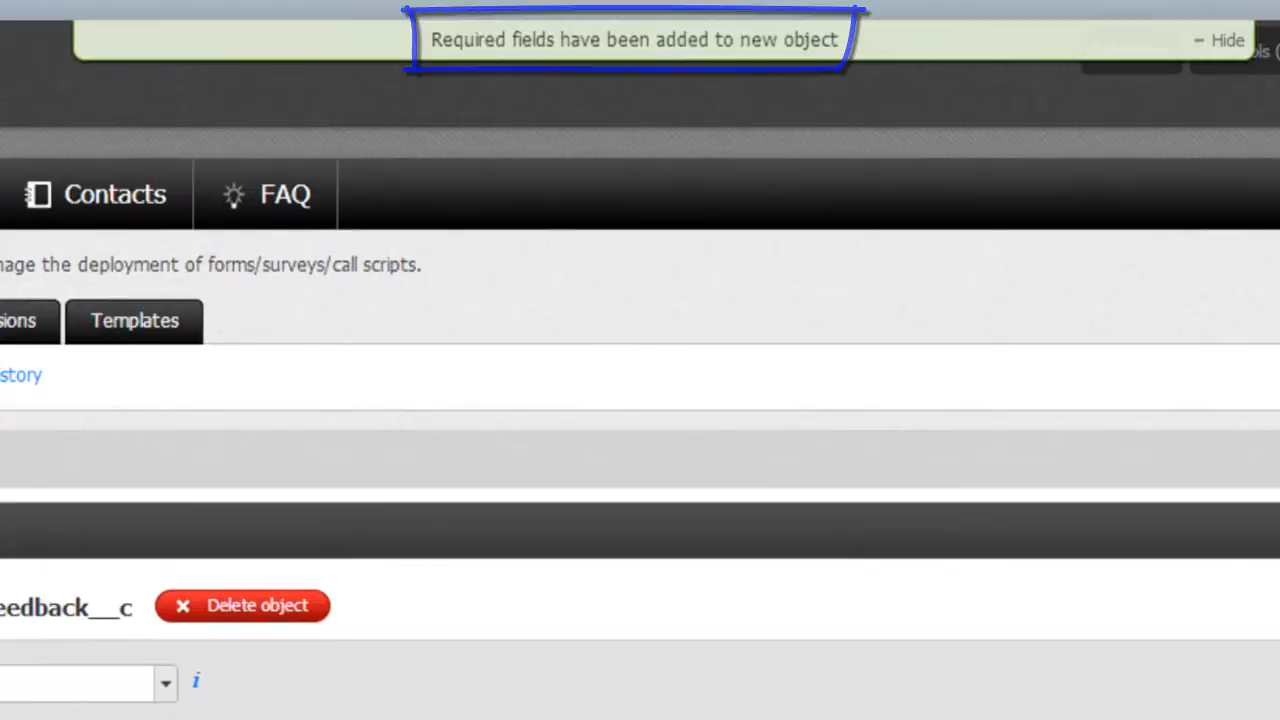 Required fields have been added to new object
– Hide
ols (
Contacts
FAQ
nage the deployment of forms/surveys/call scripts.
sions
Templates
story
eedback__c
Delete object
i